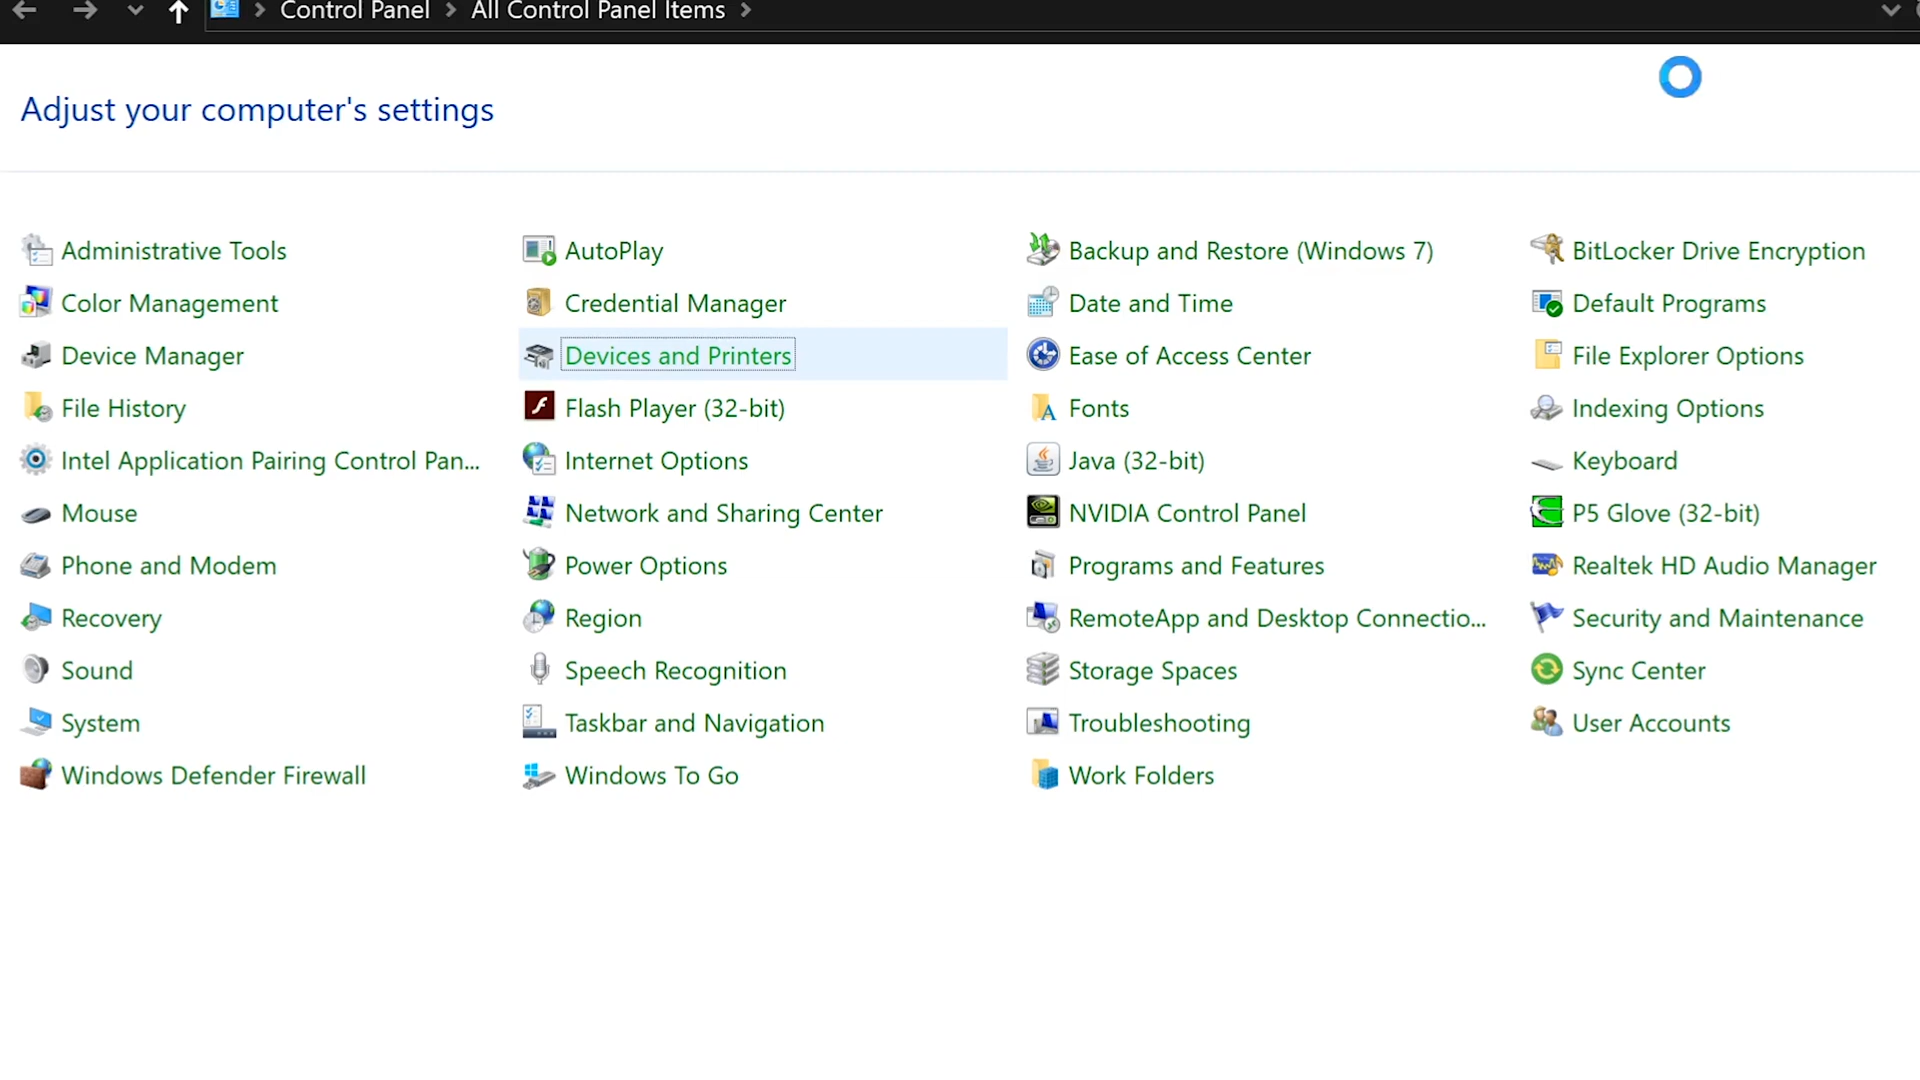 Control Panel > All Control Panel Items >
Adjust your computer's settings
Administrative Tools
AutoPlay
Backup and Restore (Windows 7)
BitLocker Drive Encryption
Color Management
Credential Manager
Date and Time
Default Programs
Device Manager
Devices and Printers
Ease of Access Center
File Explorer Options
File History
Flash Player (32-bit)
Fonts
Indexing Options
Intel Application Pairing Control Pan...
Internet Options
Java (32-bit)
Keyboard
Mouse
Network and Sharing Center
NVIDIA Control Panel
P5 Glove (32-bit)
Phone and Modem
Power Options
Programs and Features
Realtek HD Audio Manager
Recovery
Region
RemoteApp and Desktop Connectio...
Security and Maintenance
Sound
Speech Recognition
Storage Spaces
Sync Center
System
Taskbar and Navigation
Troubleshooting
User Accounts
Windows Defender Firewall
Windows To Go
Work Folders